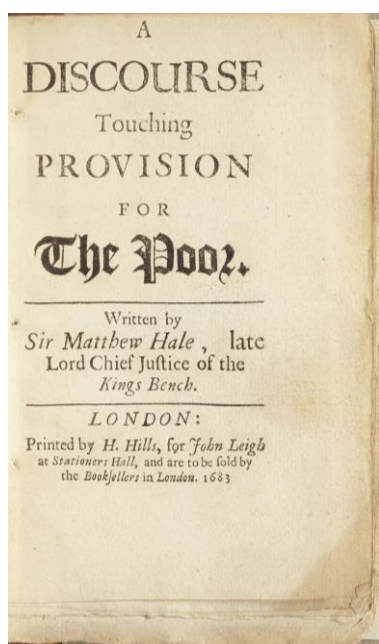 A
DISCOURSE
Touching
PROVISION
FOR
The Poor.
Written by
Sir Matthew Hale, late
Lord Chief Juſtice of the
Kings Bench.
LONDON:
Printed by H. Hills, for John Leigh
at Stationers Hall, and are to be ſold by
the Bookſellers in London. 1683